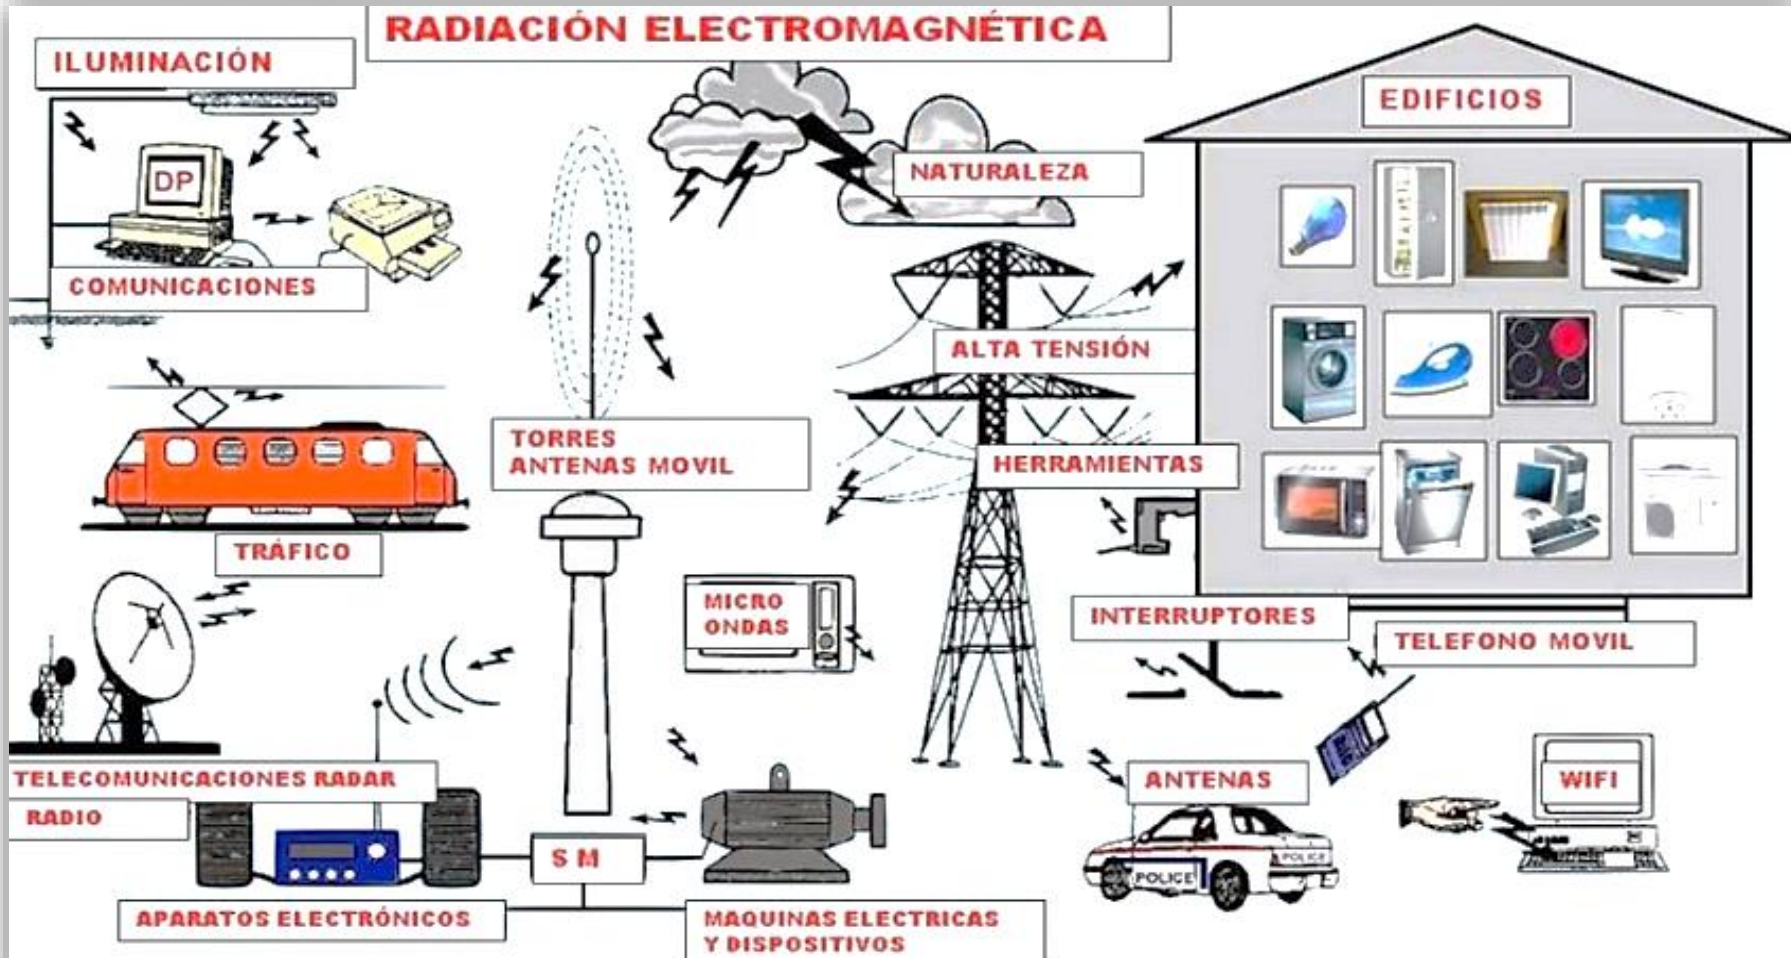 RADIACIÓN ELECTROMAGNÉTICA
ILUMINACIÓN
EDIFICIOS
DP
NATURALEZA
COMUNICACIONES
ALTA TENSIÓN
TORRES
ANTENAS MOVIL
HERRAMIENTAS
TRÁFICO
MICRO
ONDAS
INTERRUPTORES
TELEFONO MOVIL
TELECOMUNICACIONES RADAR
RADIO
ANTENAS
WIFI
S M
POLICE
POLICE
APARATOS ELECTRÓNICOS
MAQUINAS ELECTRICAS
Y DISPOSITIVOS